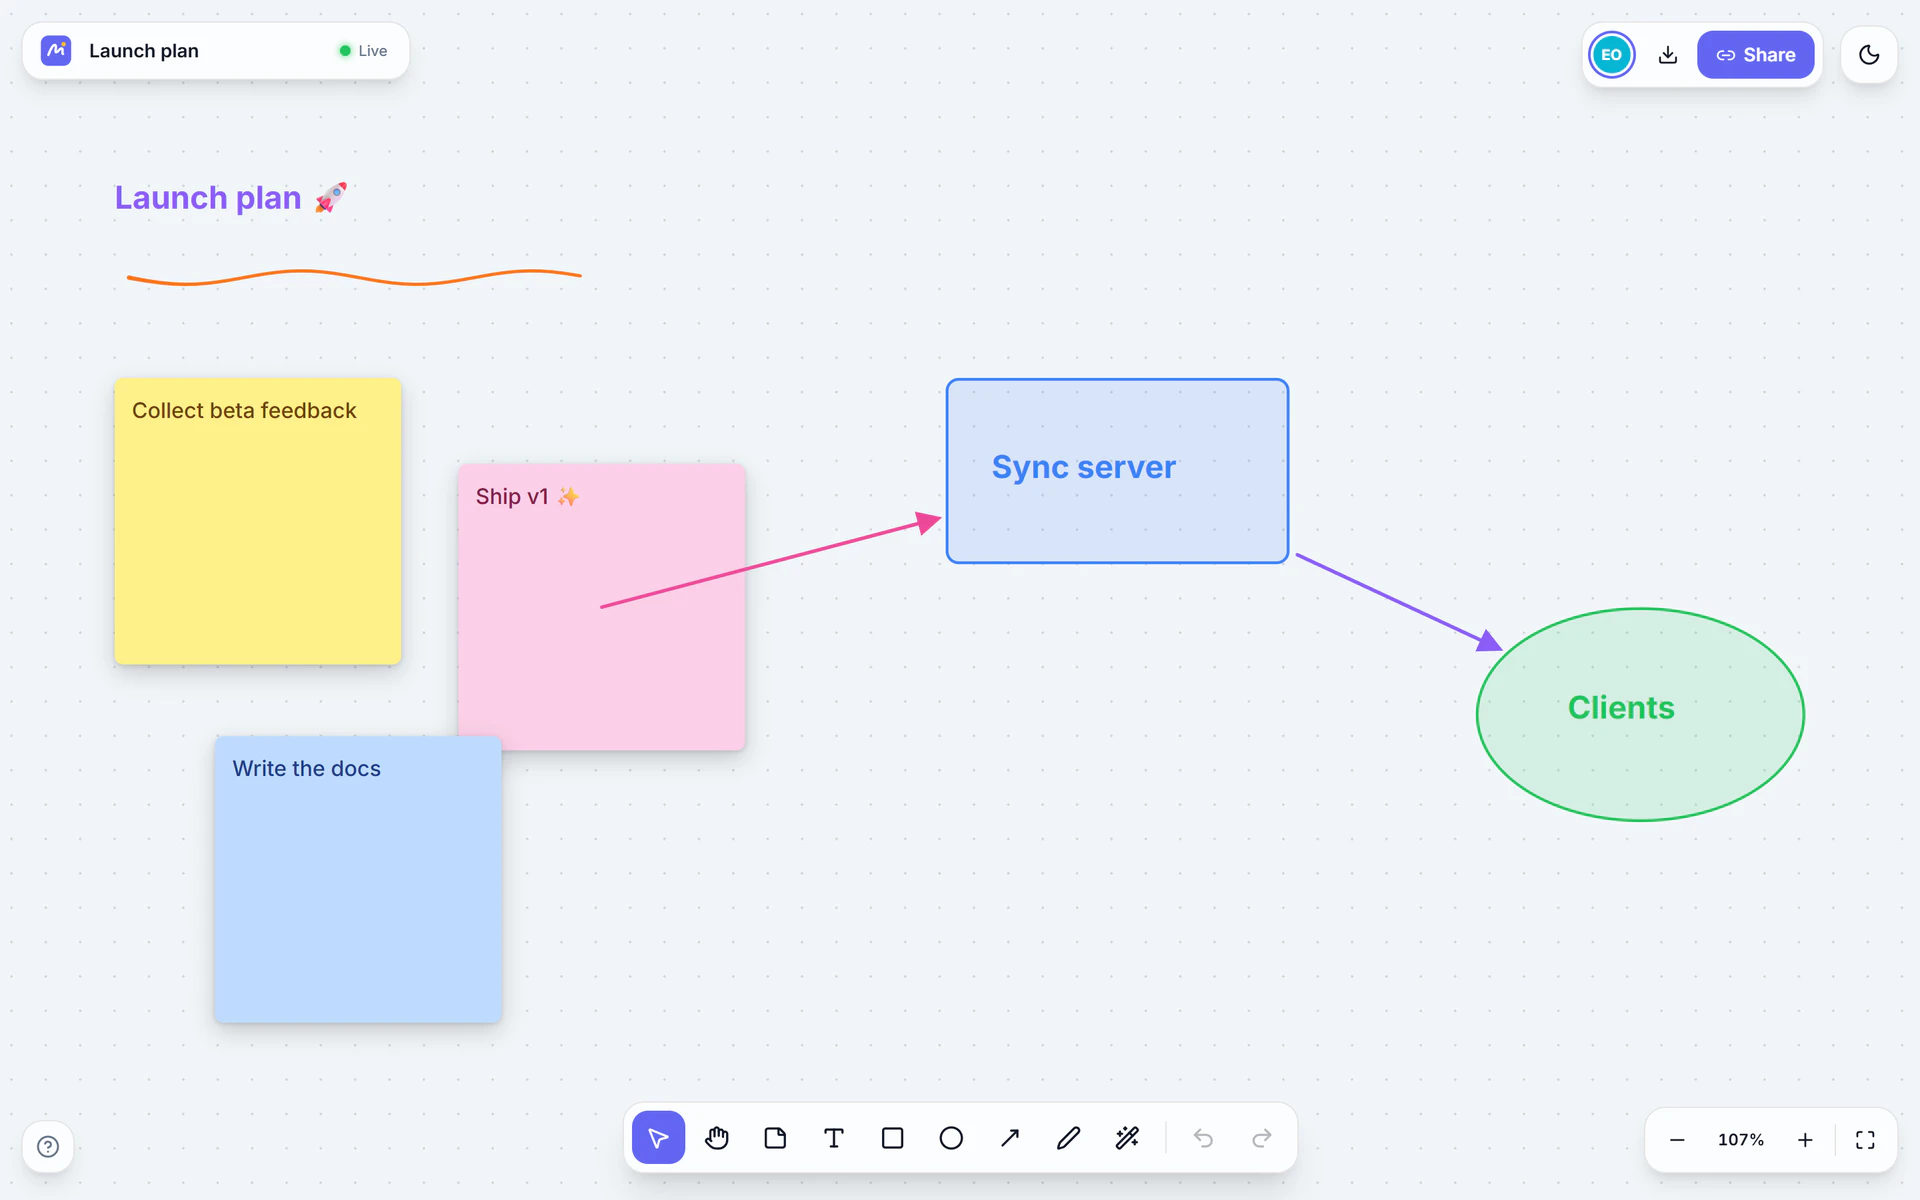 Launch plan
Live
EO
Share
Launch plan 🚀
Collect beta feedback
Ship v1 ✨
Sync server
Write the docs
Clients
107%